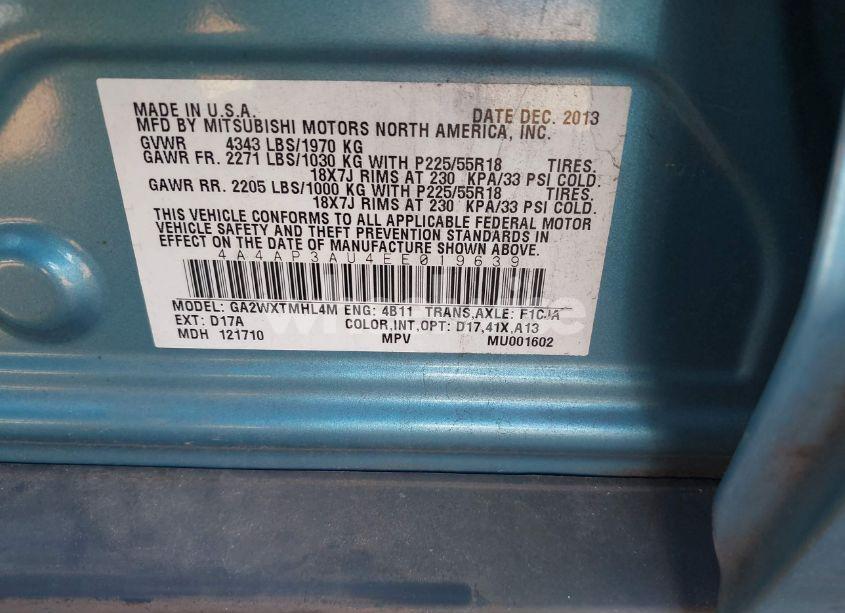 MADE IN U.S.A. DATE DEC. 2013
MFD BY MITSUBISHI MOTORS NORTH AMERICA, INC.
GVWR 4343 LBS/1970 KG
GAWR FR. 2271 LBS/1030 KG WITH P225/55R18 TIRES.
18X7J RIMS AT 230 KPA/33 PSI COLD.
GAWR RR. 2205 LBS/1000 KG WITH P225/55R18 TIRES.
18X7J RIMS AT 230 KPA/33 PSI COLD.
THIS VEHICLE CONFORMS TO ALL APPLICABLE FEDERAL MOTOR
VEHICLE SAFETY AND THEFT PREVENTION STANDARDS IN
EFFECT ON THE DATE OF MANUFACTURE SHOWN ABOVE.
4A4AP3AU4EE019639
MODEL: GA2WXTMHL4M ENG: 4B11 TRANS,AXLE: F1CJA
EXT: D17A COLOR,INT,OPT: D17,41X,A13
MDH 121710 MPV MU001602